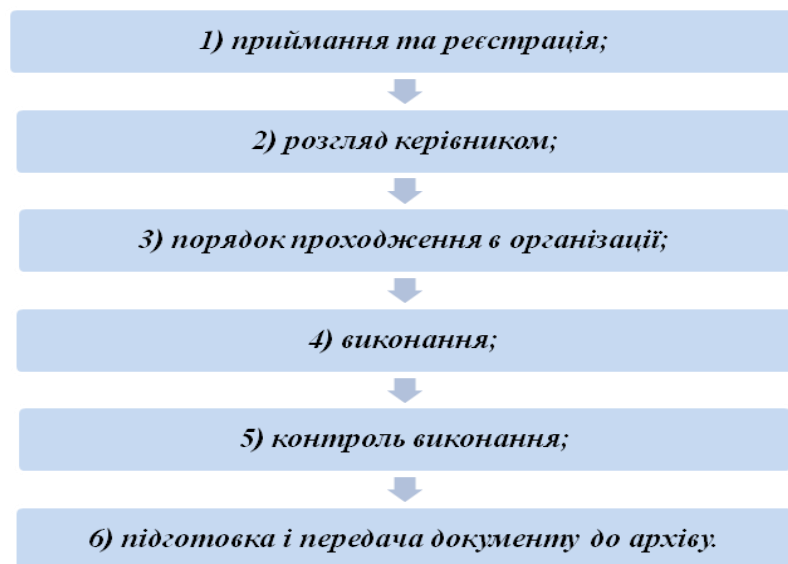 1) приймання та реєстрація;
2) розгляд керівником;
3) порядок проходження в організації;
4) виконання;
5) контроль виконання;
6) підготовка і передача документу до архіву.